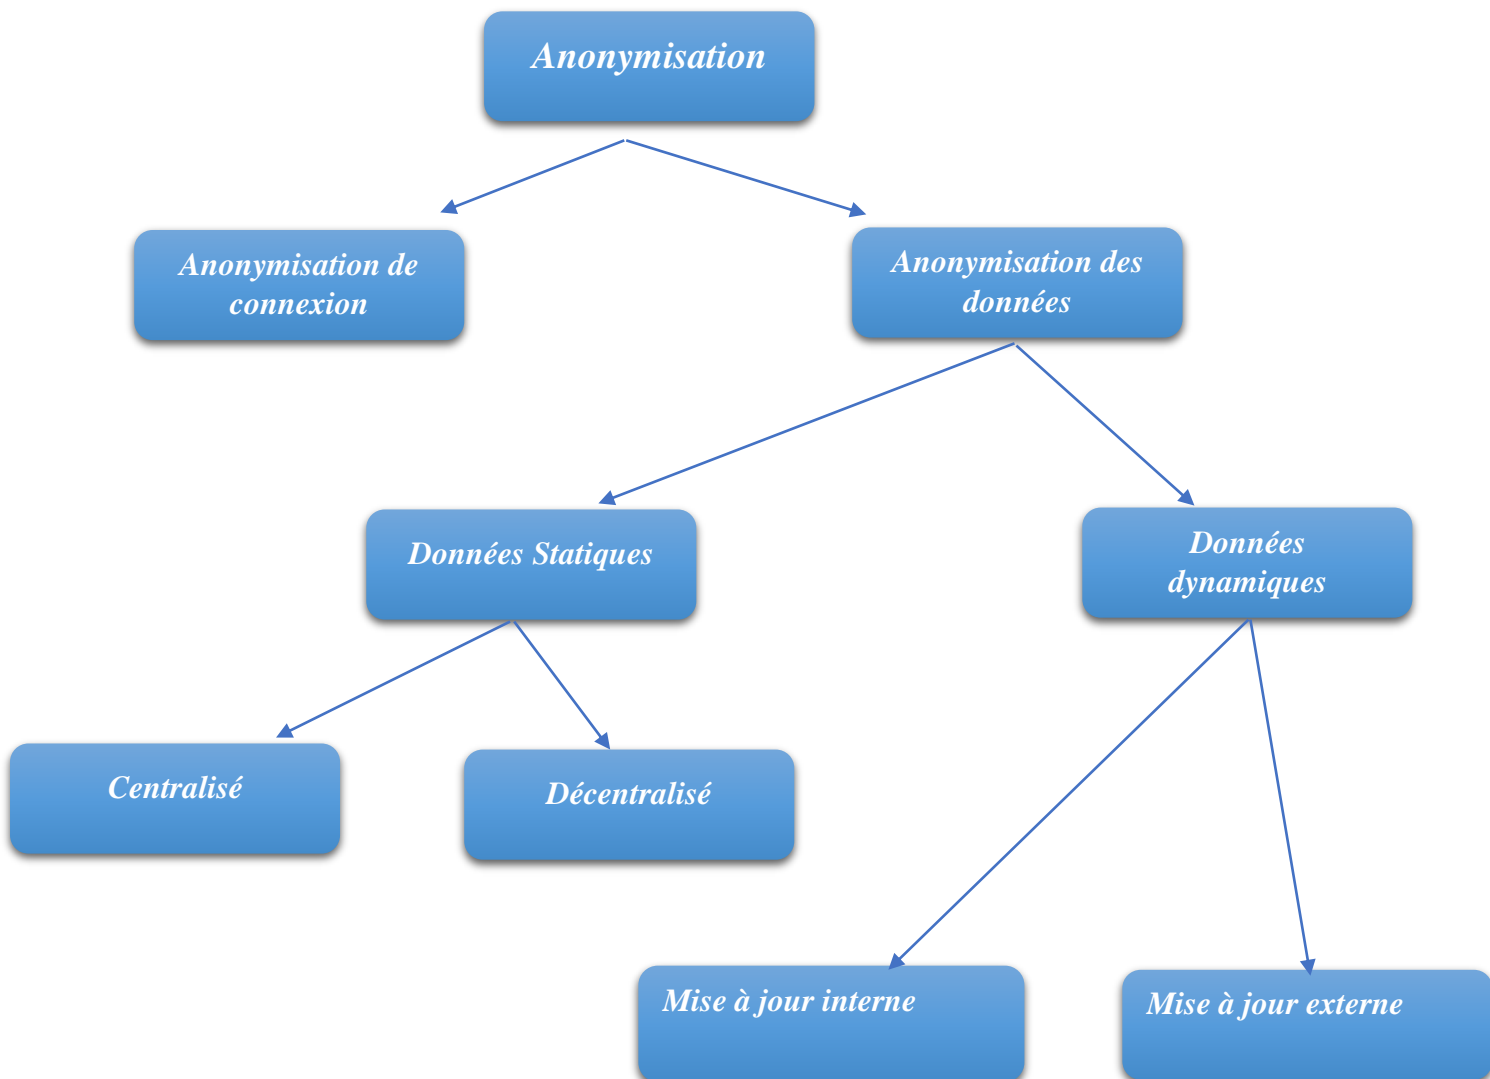 Anonymisation
Anonymisation de
connexion
Anonymisation des
données
Données Statiques
Données
dynamiques
Centralisé
Décentralisé
Mise à jour interne
Mise à jour externe